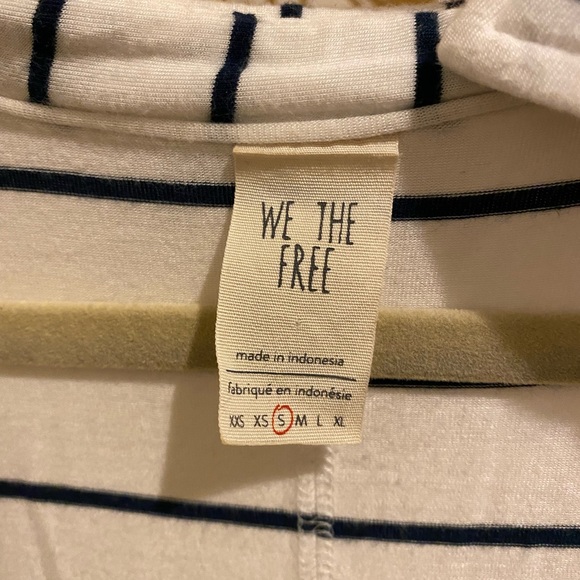 WE THE
FREE
made in indonesia
fabriqué en indonésie
XXS XS S M L XL